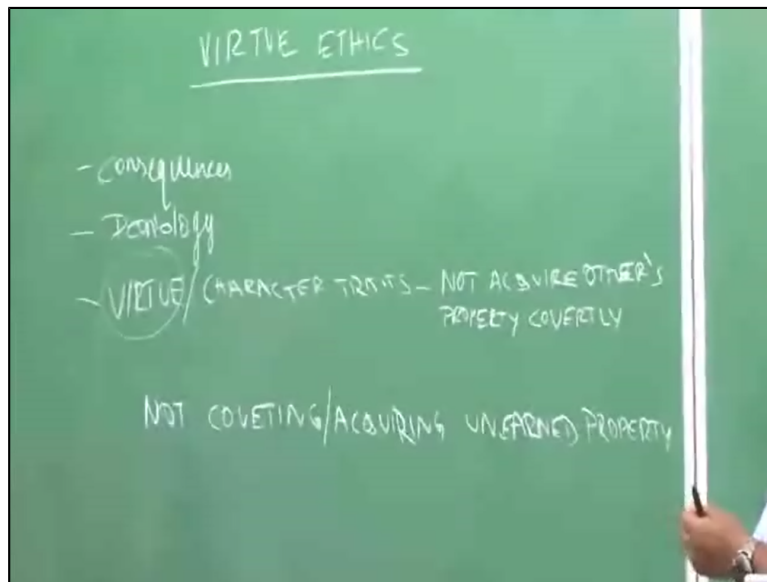 VIRTUE ETHICS
- Consequences
- Deontology
- VIRTUE/CHARACTER TRAITS - NOT ACQUIRE OTHER'S
PROPERTY COVERTLY
NOT COVETING/ACQUIRING UNEARNED PROPERTY